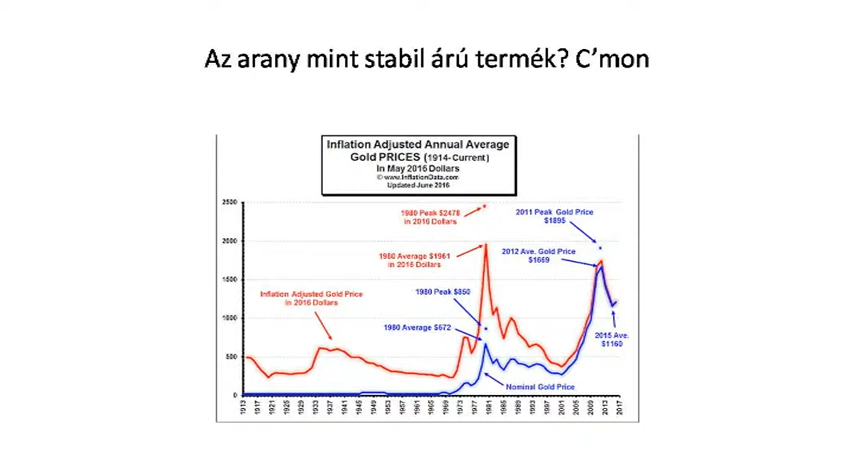 Az arany mint stabil árú termék? C’mon
Inflation Adjusted Annual Average
Gold PRICES (1914- Current)
In May 2016 Dollars
© www.InflationData.com
Updated June 2016
2500
2000
1500
1000
500
0
1980 Peak $2478
in 2016 Dollars
1980 Average $1961
in 2015 Dollars
Inflation Adjusted Gold Price
in 2016 Dollars
1980 Peak $850
1980 Average $672
2011 Peak Gold Price
$1895
2012 Ave. Gold Price
$1669
2015 Ave.
$1160
Nominal Gold Price
1913
1917
1921
1925
1929
1933
1937
1941
1945
1949
1953
1957
1961
1965
1969
1973
1977
1981
1985
1989
1993
1997
2001
2005
2009
2013
2017